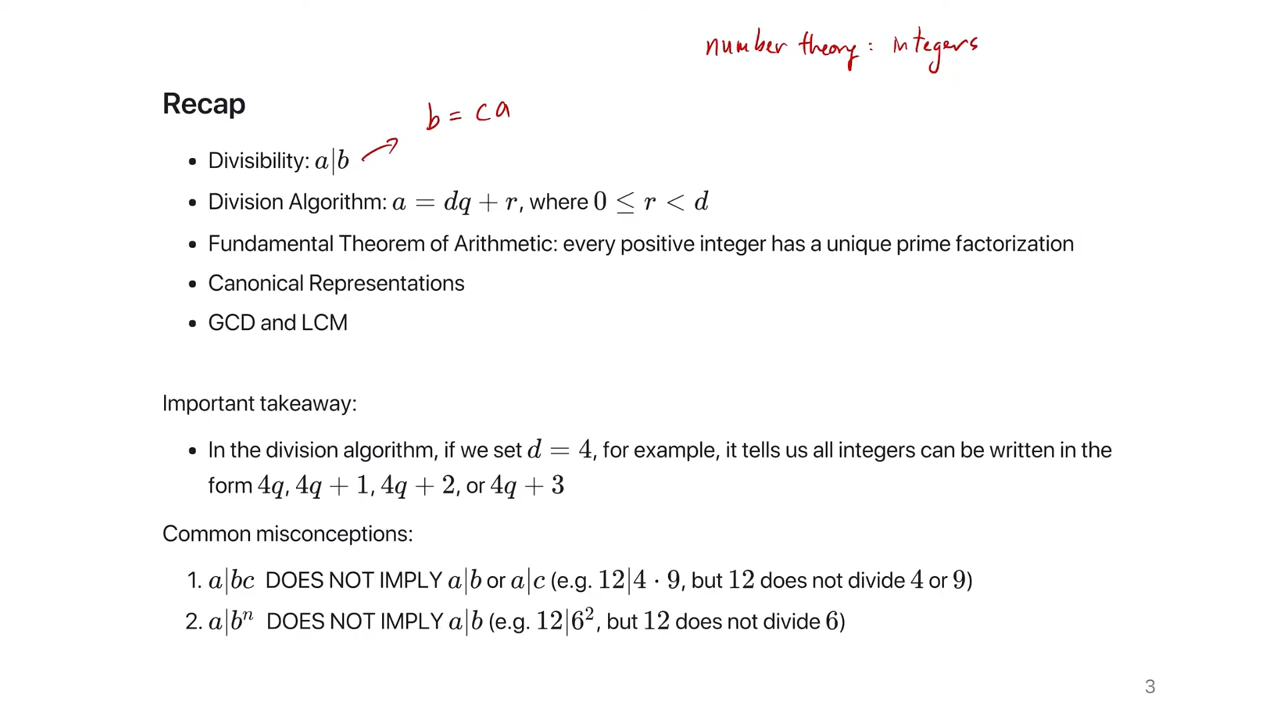 number theory: integers
Recap
b = ca
• Divisibility: a|b
• Division Algorithm: a = dq + r, where 0 ≤ r < d
• Fundamental Theorem of Arithmetic: every positive integer has a unique prime factorization
• Canonical Representations
• GCD and LCM
Important takeaway:
• In the division algorithm, if we set d = 4, for example, it tells us all integers can be written in the
form 4q, 4q + 1, 4q + 2, or 4q + 3
Common misconceptions:
1. a|bc DOES NOT IMPLY a|b or a|c (e.g. 12|4 · 9, but 12 does not divide 4 or 9)
2. a|bⁿ DOES NOT IMPLY a|b (e.g. 12|6², but 12 does not divide 6)
3